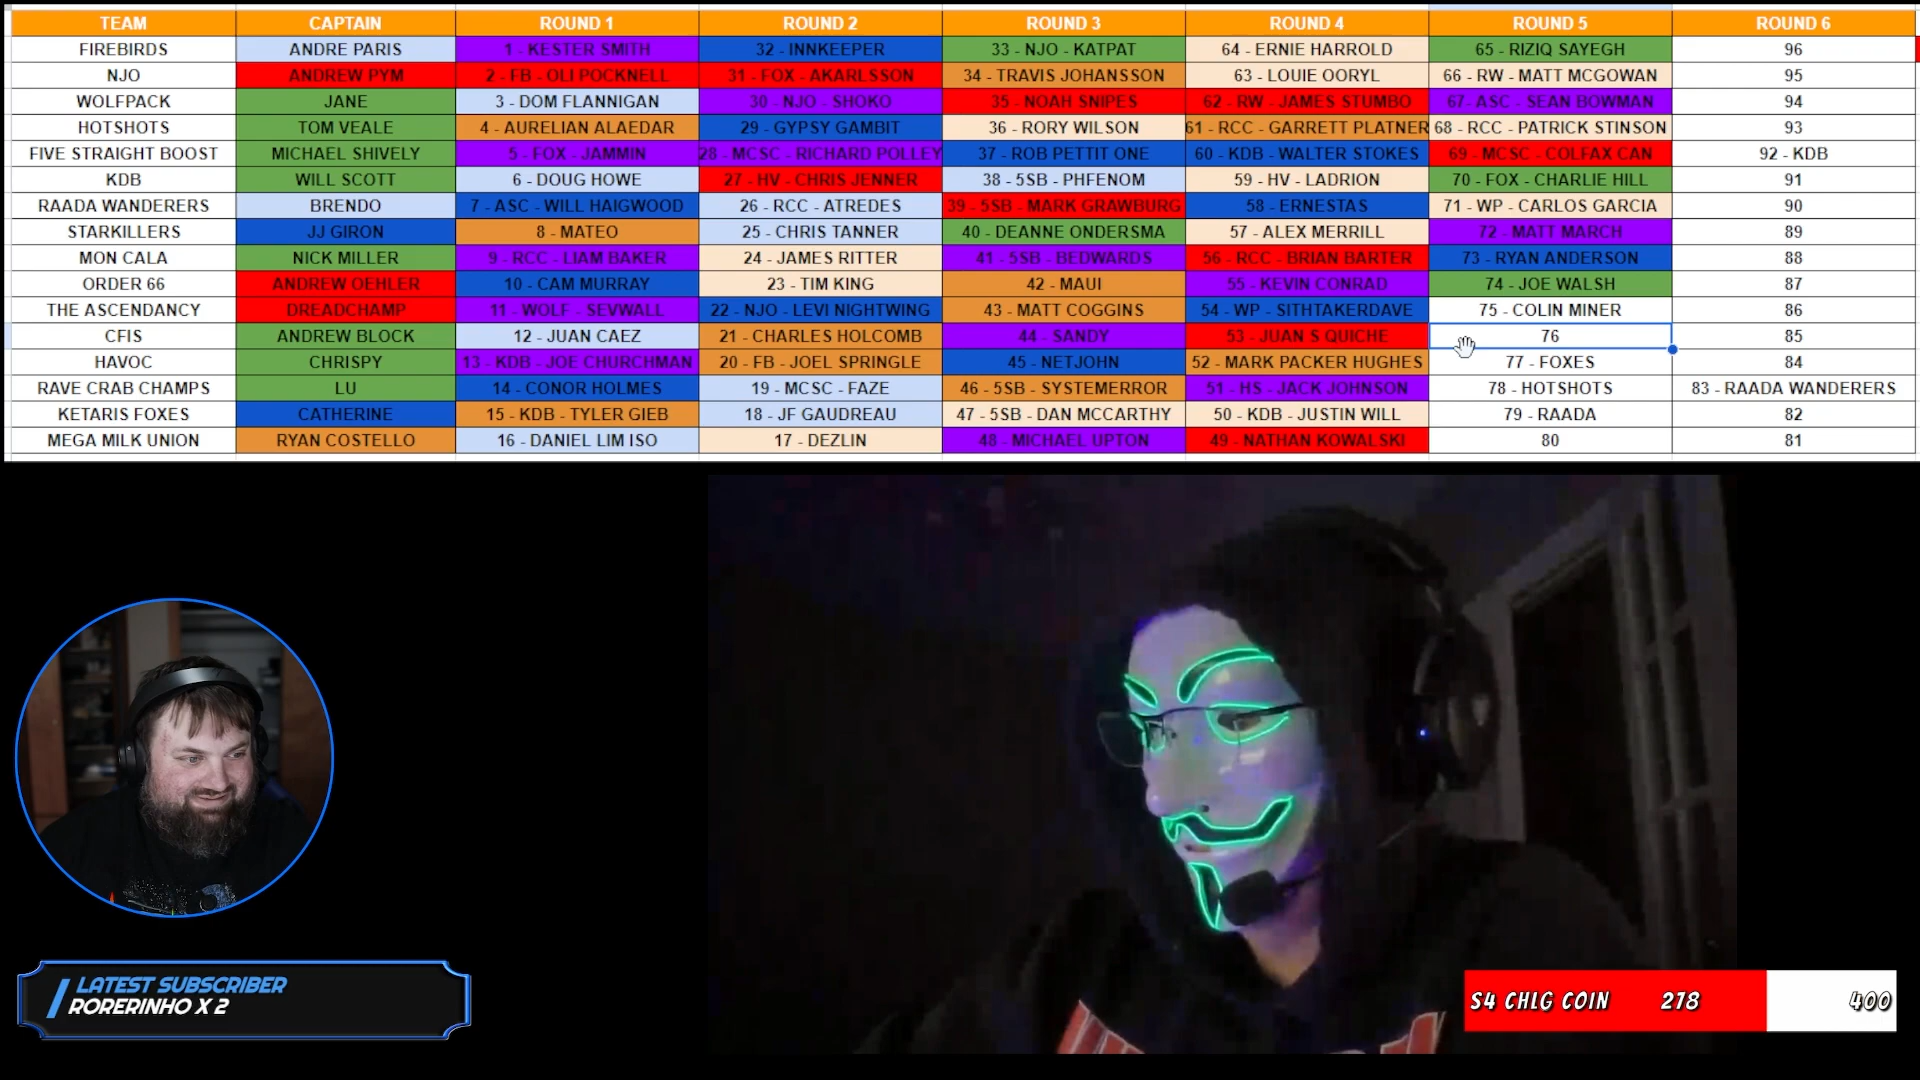 TEAM CAPTAIN ROUND 1 ROUND 2 ROUND 3 ROUND 4 ROUND 5 ROUND 6
FIREBIRDS ANDRE PARIS 1 - KESTER SMITH 32 - INNKEEPER 33 - NJO - KATPAT 64 - ERNIE HARROLD 65 - RIZIQ SAYEGH 96
NJO ANDREW PYM 2 - FB - OLI POCKNELL 31 - FOX - AKARLSSON 34 - TRAVIS JOHANSSON 63 - LOUIE OORYL 66 - RW - MATT MCGOWAN 95
WOLFPACK JANE 3 - DOM FLANNIGAN 30 - NJO - SHOKO 35 - NOAH SNIPES 62 - RW - JAMES STUMBO 67- ASC - SEAN BOWMAN 94
HOTSHOTS TOM VEALE 4 - AURELIAN ALAEDAR 29 - GYPSY GAMBIT 36 - RORY WILSON 61 - RCC - GARRETT PLATNER 68 - RCC - PATRICK STINSON 93
FIVE STRAIGHT BOOST MICHAEL SHIVELY 5 - FOX - JAMMIN 28 - MCSC - RICHARD POLLEY 37 - ROB PETTIT ONE 60 - KDB - WALTER STOKES 69 - MCSC - COLFAX CAN 92 - KDB
KDB WILL SCOTT 6 - DOUG HOWE 27 - HV - CHRIS JENNER 38 - 5SB - PHFENOM 59 - HV - LADRION 70 - FOX - CHARLIE HILL 91
RAADA WANDERERS BRENDO 7 - ASC - WILL HAIGWOOD 26 - RCC - ATREDES 39 - 5SB - MARK GRAWBURG 58 - ERNESTAS 71 - WP - CARLOS GARCIA 90
STARKILLERS JJ GIRON 8 - MATEO 25 - CHRIS TANNER 40 - DEANNE ONDERSMA 57 - ALEX MERRILL 72 - MATT MARCH 89
MON CALA NICK MILLER 9 - RCC - LIAM BAKER 24 - JAMES RITTER 41 - 5SB - BEDWARDS 56 - RCC - BRIAN BARTER 73 - RYAN ANDERSON 88
ORDER 66 ANDREW OEHLER 10 - CAM MURRAY 23 - TIM KING 42 - MAUI 55 - KEVIN CONRAD 74 - JOE WALSH 87
THE ASCENDANCY DREADCHAMP 11 - WOLF - SEVWALL 22 - NJO - LEVI NIGHTWING 43 - MATT COGGINS 54 - WP - SITHTAKERDAVE 75 - COLIN MINER 86
CFIS ANDREW BLOCK 12 - JUAN CAEZ 21 - CHARLES HOLCOMB 44 - SANDY 53 - JUAN S QUICHE 76 85
HAVOC CHRISPY 13 - KDB - JOE CHURCHMAN 20 - FB - JOEL SPRINGLE 45 - NETJOHN 52 - MARK PACKER HUGHES 77 - FOXES 84
RAVE CRAB CHAMPS LU 14 - CONOR HOLMES 19 - MCSC - FAZE 46 - 5SB - SYSTEMERROR 51 - HS - JACK JOHNSON 78 - HOTSHOTS 83 - RAADA WANDERERS
KETARIS FOXES CATHERINE 15 - KDB - TYLER GIEB 18 - JF GAUDREAU 47 - 5SB - DAN MCCARTHY 50 - KDB - JUSTIN WILL 79 - RAADA 82
MEGA MILK UNION RYAN COSTELLO 16 - DANIEL LIM ISO 17 - DEZLIN 48 - MICHAEL UPTON 49 - NATHAN KOWALSKI 80 81
LATEST SUBSCRIBER
RORERINHO X 2
S4 CHLG COIN 278 400